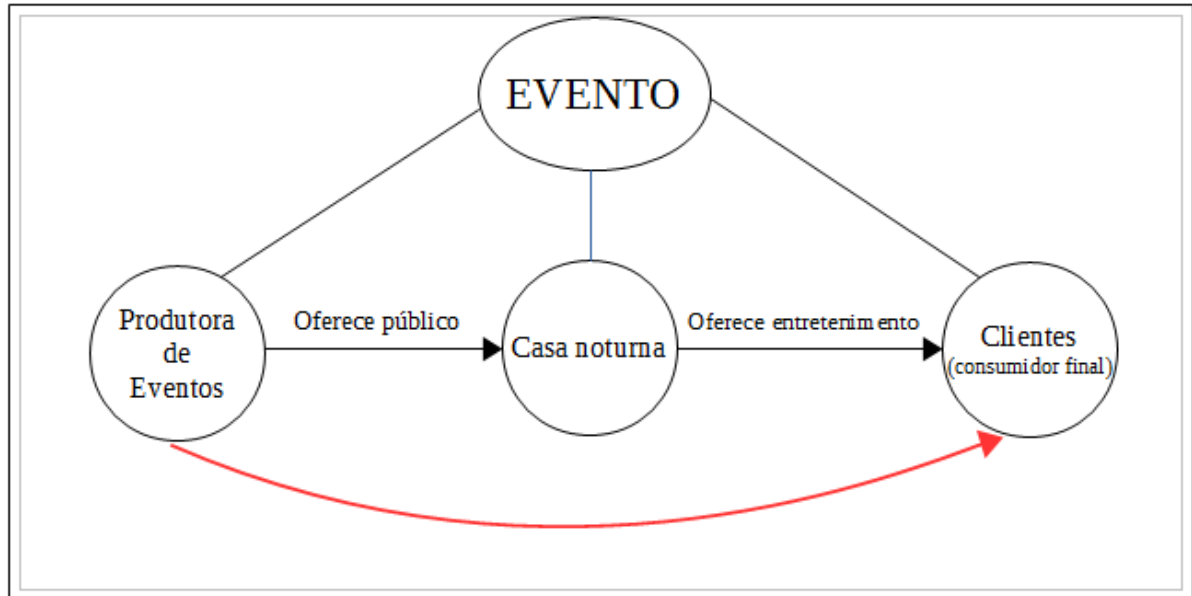 EVENTO
Produtora
de
Eventos
Oferece público
Casa noturna
Oferece entretenimento
Clientes
(consumidor final)